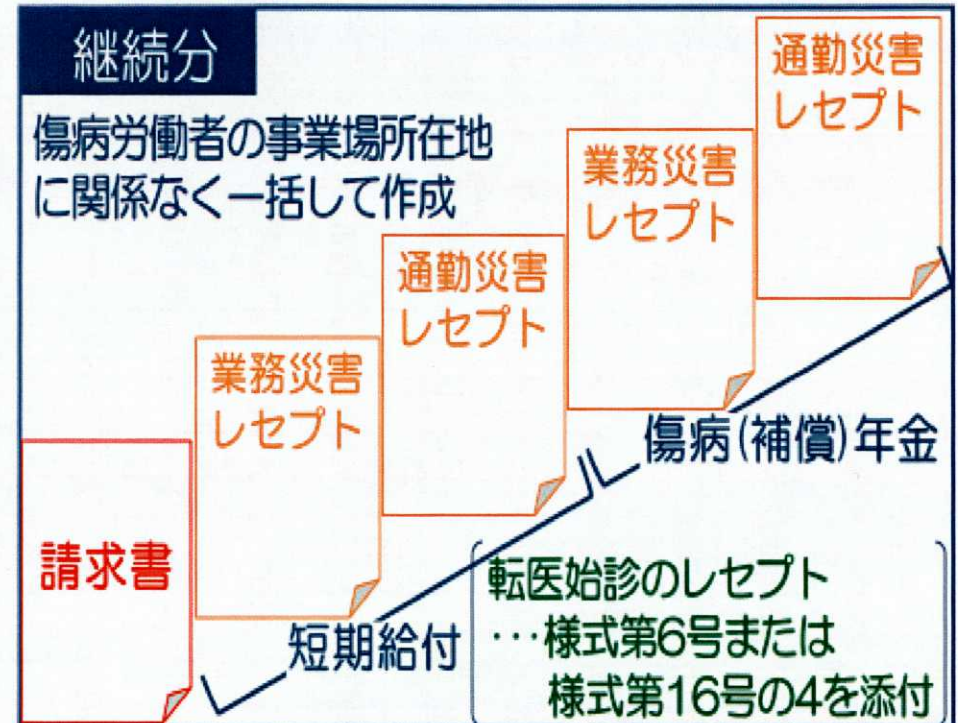 継続分
傷病労働者の事業場所在地
に関係なく一括して作成
請求書
業務災害
レセプト
通勤災害
レセプト
業務災害
レセプト
通勤災害
レセプト
短期給付
傷病(補償)年金
転医始診のレセプト
･･･様式第6号または
様式第16号の4を添付